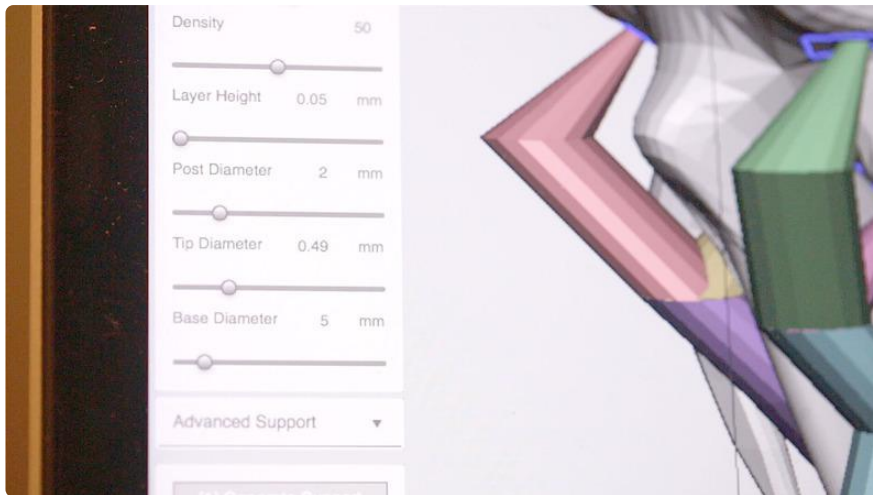 Density 50
Layer Height 0.05 mm
Post Diameter 2 mm
Tip Diameter 0.49 mm
Base Diameter 5 mm
Advanced Support